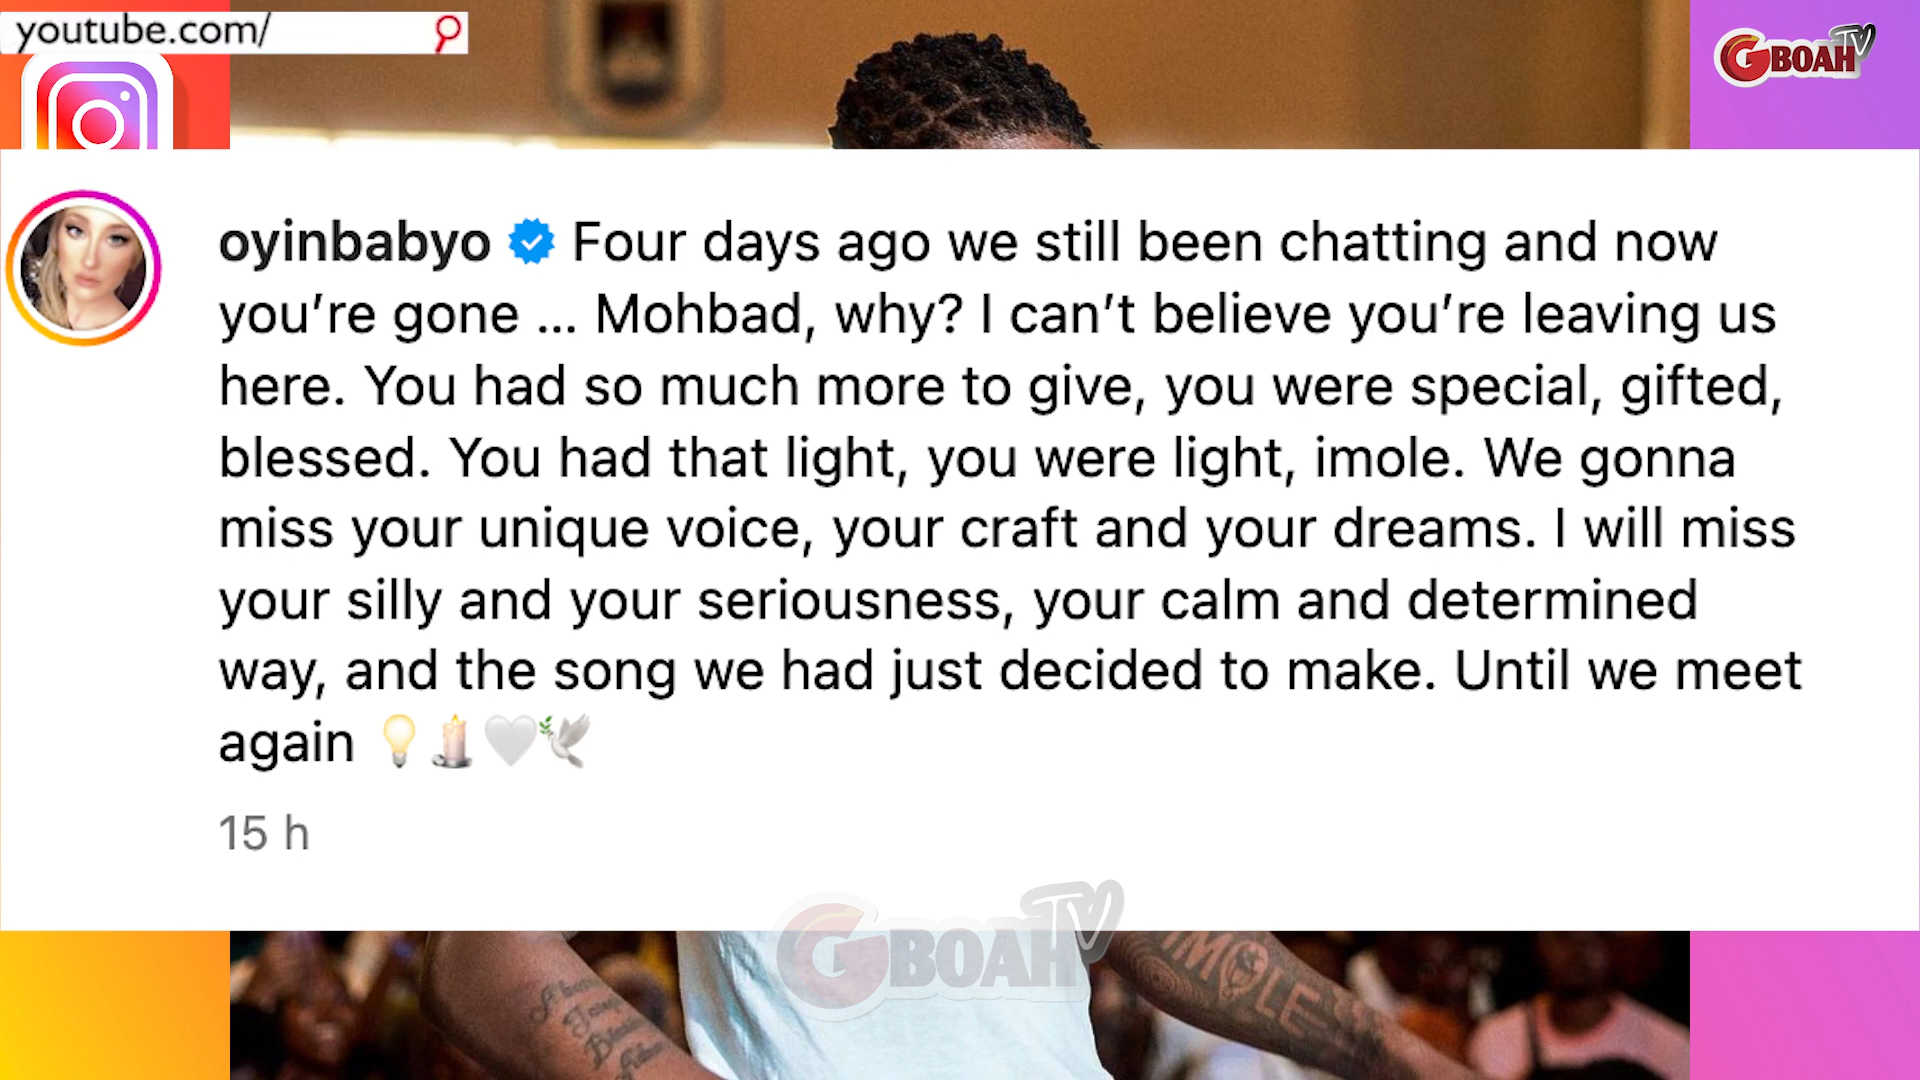 youtube.com/
GBOAH TV
oyinbabyo Four days ago we still been chatting and now
you’re gone ... Mohbad, why? I can’t believe you’re leaving us
here. You had so much more to give, you were special, gifted,
blessed. You had that light, you were light, imole. We gonna
miss your unique voice, your craft and your dreams. I will miss
your silly and your seriousness, your calm and determined
way, and the song we had just decided to make. Until we meet
again 💡🕯️🤍🕊️
15 h
GBOAH TV
IMOLE